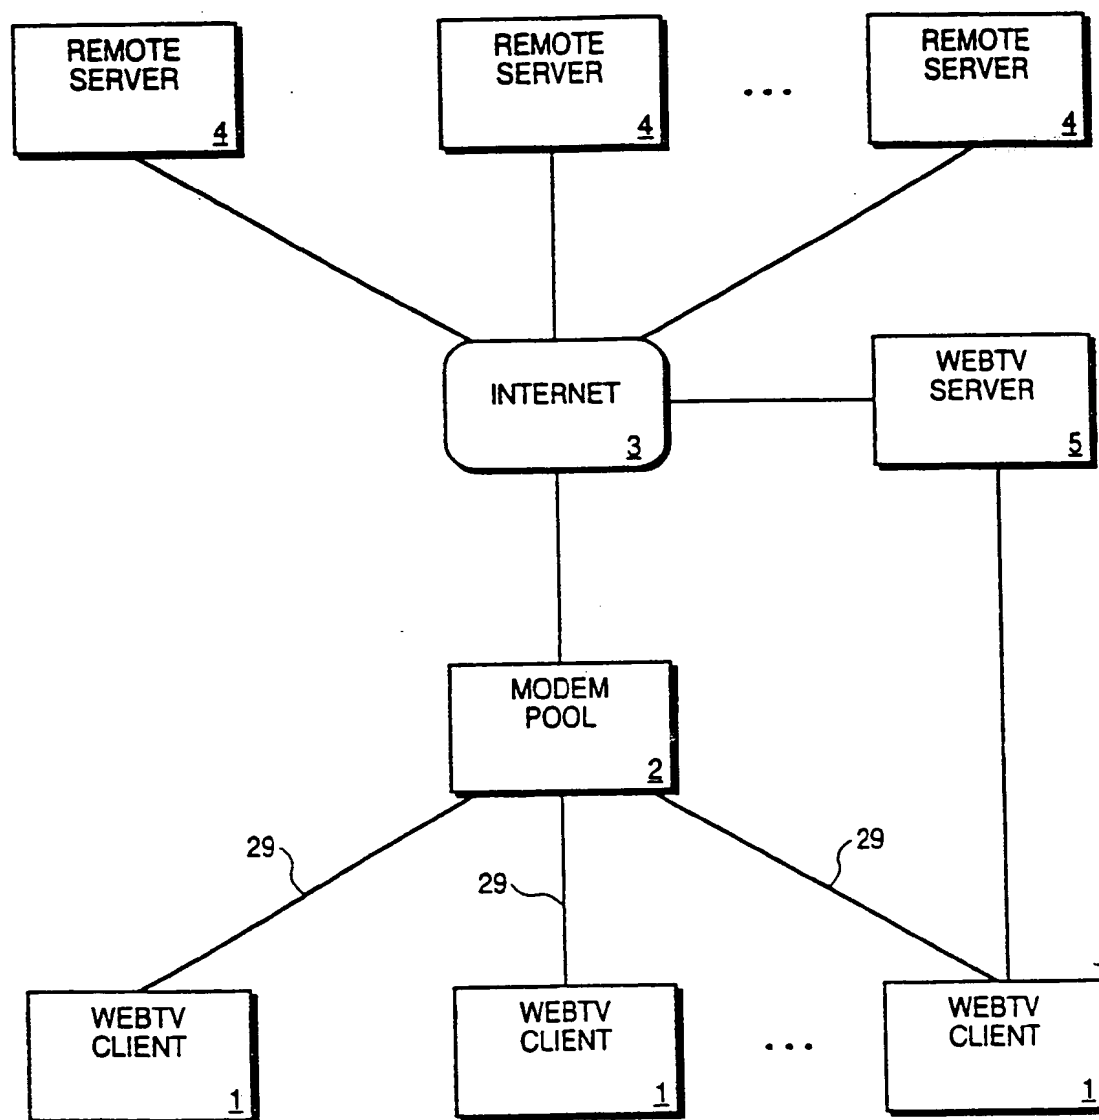 REMOTE
SERVER
4
REMOTE
SERVER
4
...
REMOTE
SERVER
4
INTERNET
3
WEBTV
SERVER
5
MODEM
POOL
2
29
29
29
WEBTV
CLIENT
1
WEBTV
CLIENT
1
...
WEBTV
CLIENT
1